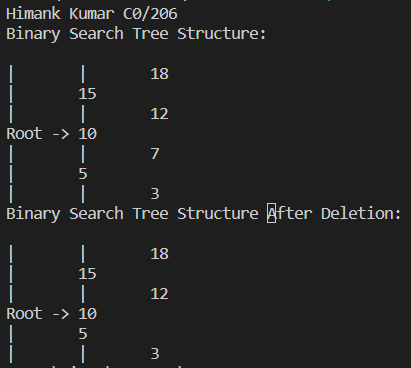 Himank Kumar C0/206
Binary Search Tree Structure:
|       |       18
|       15
|       |       12
Root -> 10
|       |       7
|       5
|       |       3
Binary Search Tree Structure After Deletion:
|       |       18
|       15
|       |       12
Root -> 10
|       5
|       |       3